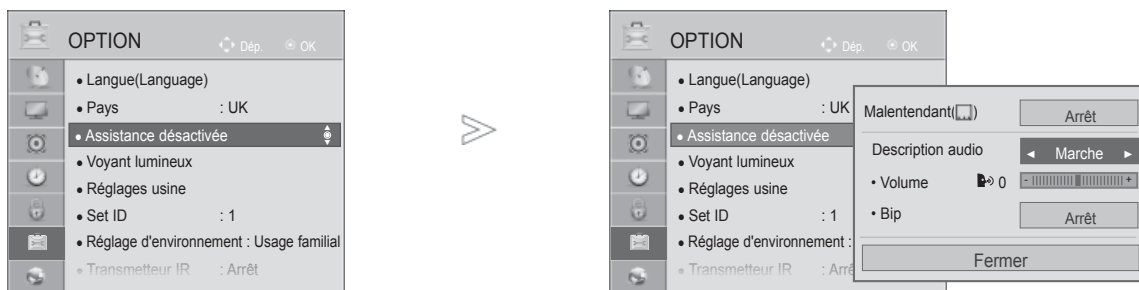 OPTION Dép. OK
• Langue(Language)
• Pays : UK
• Assistance désactivée
• Voyant lumineux
• Réglages usine
• Set ID : 1
• Réglage d'environnement : Usage familial
• Transmetteur IR : Arrêt
OPTION Dép. OK
• Langue(Language)
• Pays : UK
• Assistance désactivée
• Voyant lumineux
• Réglages usine
• Set ID : 1
• Réglage d'environnement :
• Transmetteur IR : Arrê
Malentendant( ) Arrêt
Description audio ◄ Marche ►
• Volume 0 - +
• Bip Arrêt
Fermer